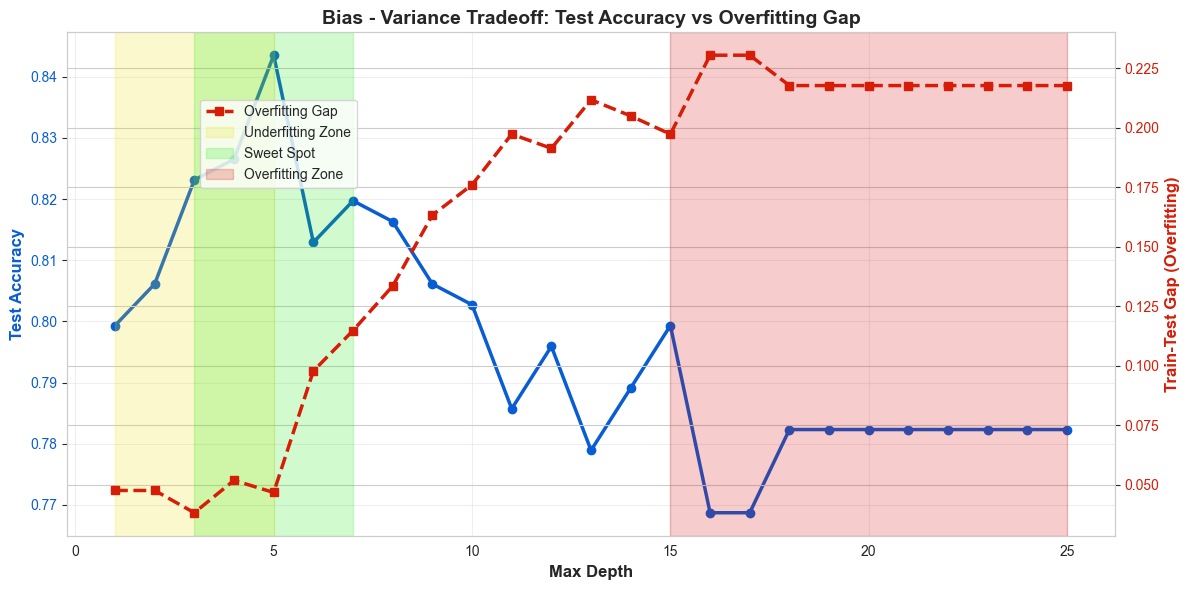 Bias - Variance Tradeoff: Test Accuracy vs Overfitting Gap
Test Accuracy
0.84
0.83
0.82
0.81
0.80
0.79
0.78
0.77
Overfitting Gap
Underfitting Zone
Sweet Spot
Overfitting Zone
0.225
0.200
0.175
0.150
0.125
0.100
0.075
0.050
Train-Test Gap (Overfitting)
0 5 10 15 20 25
Max Depth